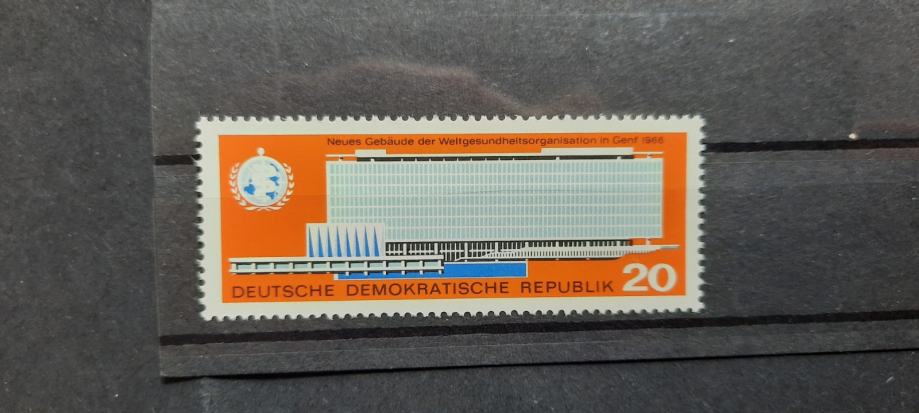 Neues Gebäude der Weltgesundheitsorganisation in Genf 1966
DEUTSCHE DEMOKRATISCHE REPUBLIK 20